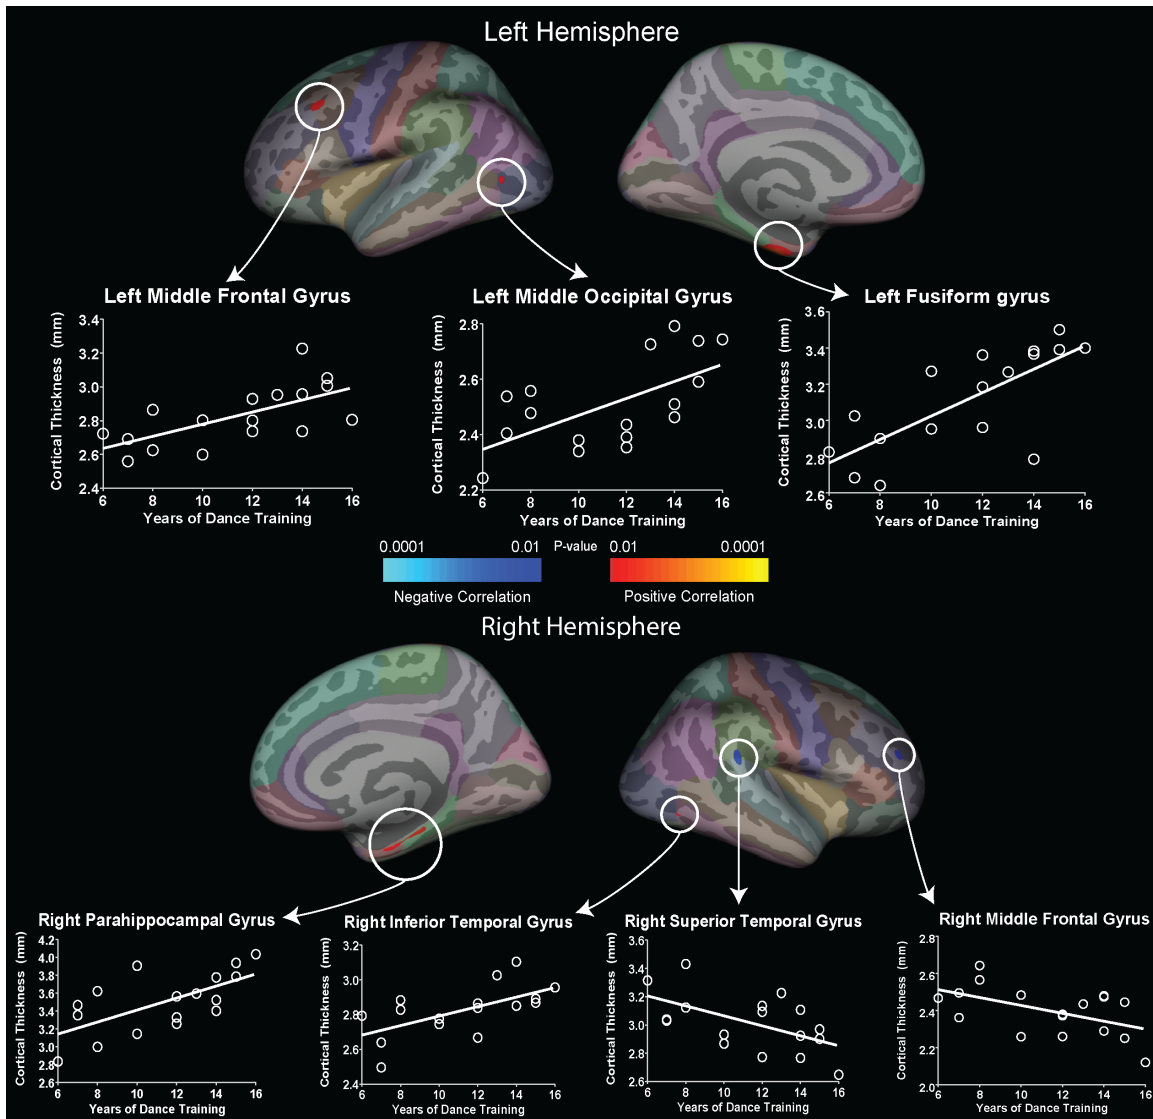 Left Hemisphere
Left Middle Frontal Gyrus
Cortical Thickness (mm)
3.4
3.2
3.0
2.8
2.6
2.4
6 8 10 12 14 16
Years of Dance Training
Left Middle Occipital Gyrus
Cortical Thickness (mm)
2.8
2.6
2.4
2.2
6 8 10 12 14 16
Years of Dance Training
Left Fusiform gyrus
Cortical Thickness (mm)
3.6
3.4
3.2
3.0
2.8
2.6
6 8 10 12 14 16
Years of Dance Training
0.0001 0.01 P-value 0.01 0.0001
Negative Correlation Positive Correlation
Right Hemisphere
Right Parahippocampal Gyrus
Cortical Thickness (mm)
4.2
4.0
3.8
3.6
3.4
3.2
3.0
2.8
2.6
6 8 10 12 14 16
Years of Dance Training
Right Inferior Temporal Gyrus
Cortical Thickness (mm)
3.2
3.0
2.8
2.6
2.4
6 8 10 12 14 16
Years of Dance Training
Right Superior Temporal Gyrus
Cortical Thickness (mm)
3.6
3.4
3.2
3.0
2.8
2.6
6 8 10 12 14 16
Years of Dance Training
Right Middle Frontal Gyrus
Cortical Thickness (mm)
2.8
2.6
2.4
2.2
2.0
6 8 10 12 14 16
Years of Dance Training